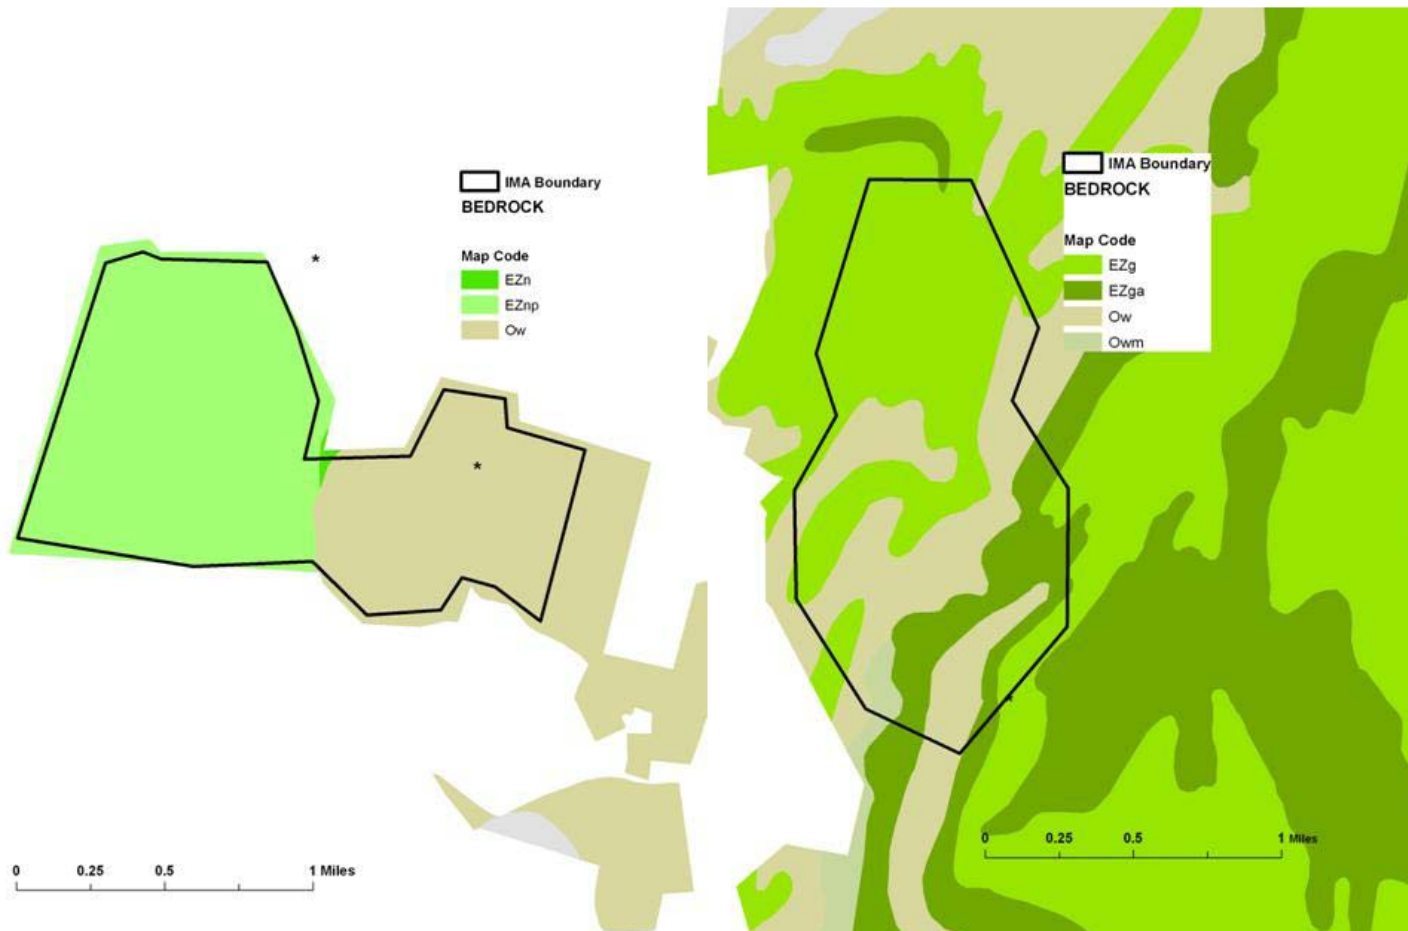 IMA Boundary
BEDROCK
Map Code
EZn
EZnp
Ow
*
*
0 0.25 0.5 1 Miles
IMA Boundary
BEDROCK
Map Code
EZg
EZga
Ow
Owm
*
0 0.25 0.5 1 Miles